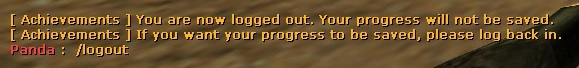 [ Achievements ] You are now logged out. Your progress will not be saved.
[ Achievements ] If you want your progress to be saved, please log back in.
Panda : /logout